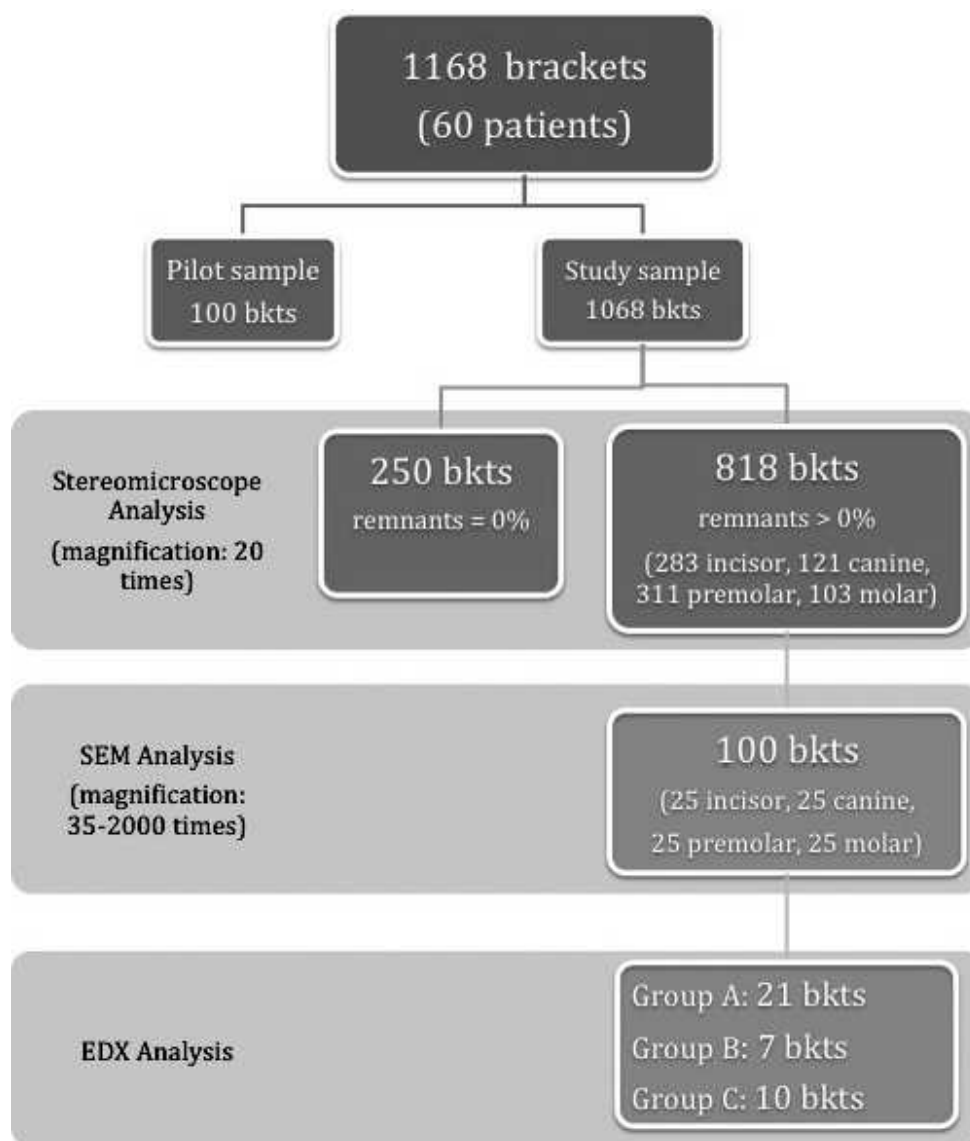 1168 brackets
(60 patients)
Pilot sample
100 bkts
Study sample
1068 bkts
Stereomicroscope
Analysis
(magnification: 20
times)
250 bkts
remnants = 0%
818 bkts
remnants > 0%
(283 incisor, 121 canine,
311 premolar, 103 molar)
SEM Analysis
(magnification:
35-2000 times)
100 bkts
(25 incisor, 25 canine,
25 premolar, 25 molar)
EDX Analysis
Group A: 21 bkts
Group B: 7 bkts
Group C: 10 bkts